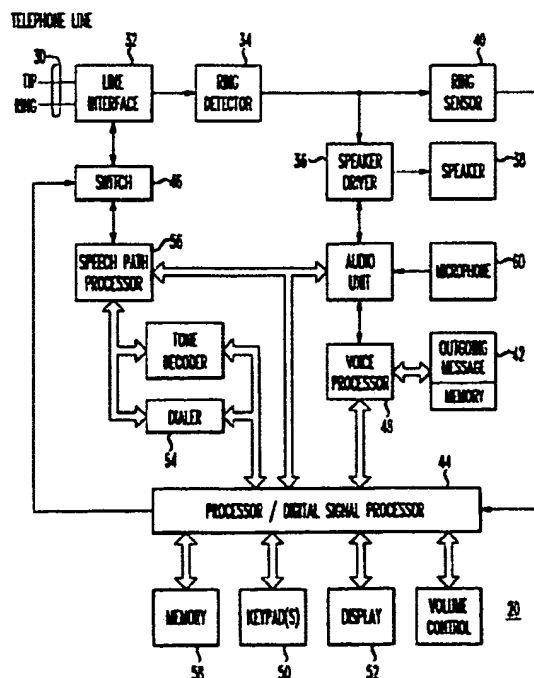 TELEPHONE LINE
30
TIP
RING
32
LINE
INTERFACE
34
RING
DETECTOR
40
RING
SENSOR
36
SPEAKER
DRIVER
SPEAKER
38
SWITCH
46
56
SPEECH PATH
PROCESSOR
AUDIO
UNIT
MICROPHONE
60
TONE
DECODER
VOICE
PROCESSOR
48
OUTGOING
MESSAGE
MEMORY
42
DIALER
54
44
PROCESSOR / DIGITAL SIGNAL PROCESSOR
MEMORY
58
KEYPAD(S)
50
DISPLAY
52
VOLUME
CONTROL
20